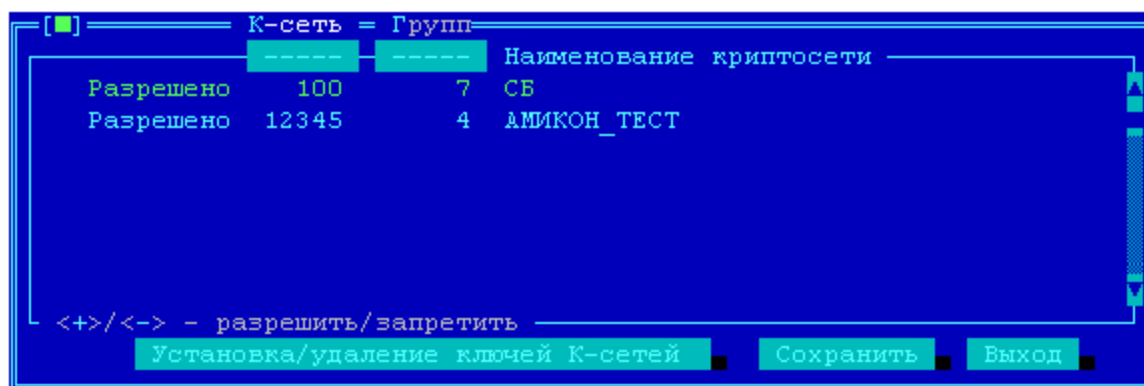 [■] К-сеть = Групп
----- ----- Наименование криптосети
Разрешено 100 7 СБ
Разрешено 12345 4 АМИКОН_ТЕСТ
<+>/<-> - разрешить/запретить
Установка/удаление ключей К-сетей Сохранить Выход